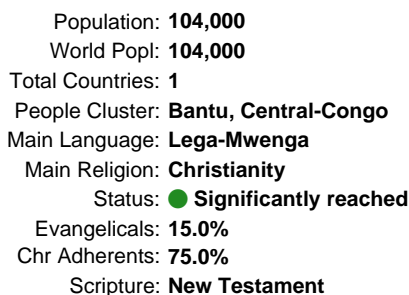 Population: 104,000
World Popl: 104,000
Total Countries: 1
People Cluster: Bantu, Central-Congo
Main Language: Lega-Mwenga
Main Religion: Christianity
Status: Significantly reached
Evangelicals: 15.0%
Chr Adherents: 75.0%
Scripture: New Testament